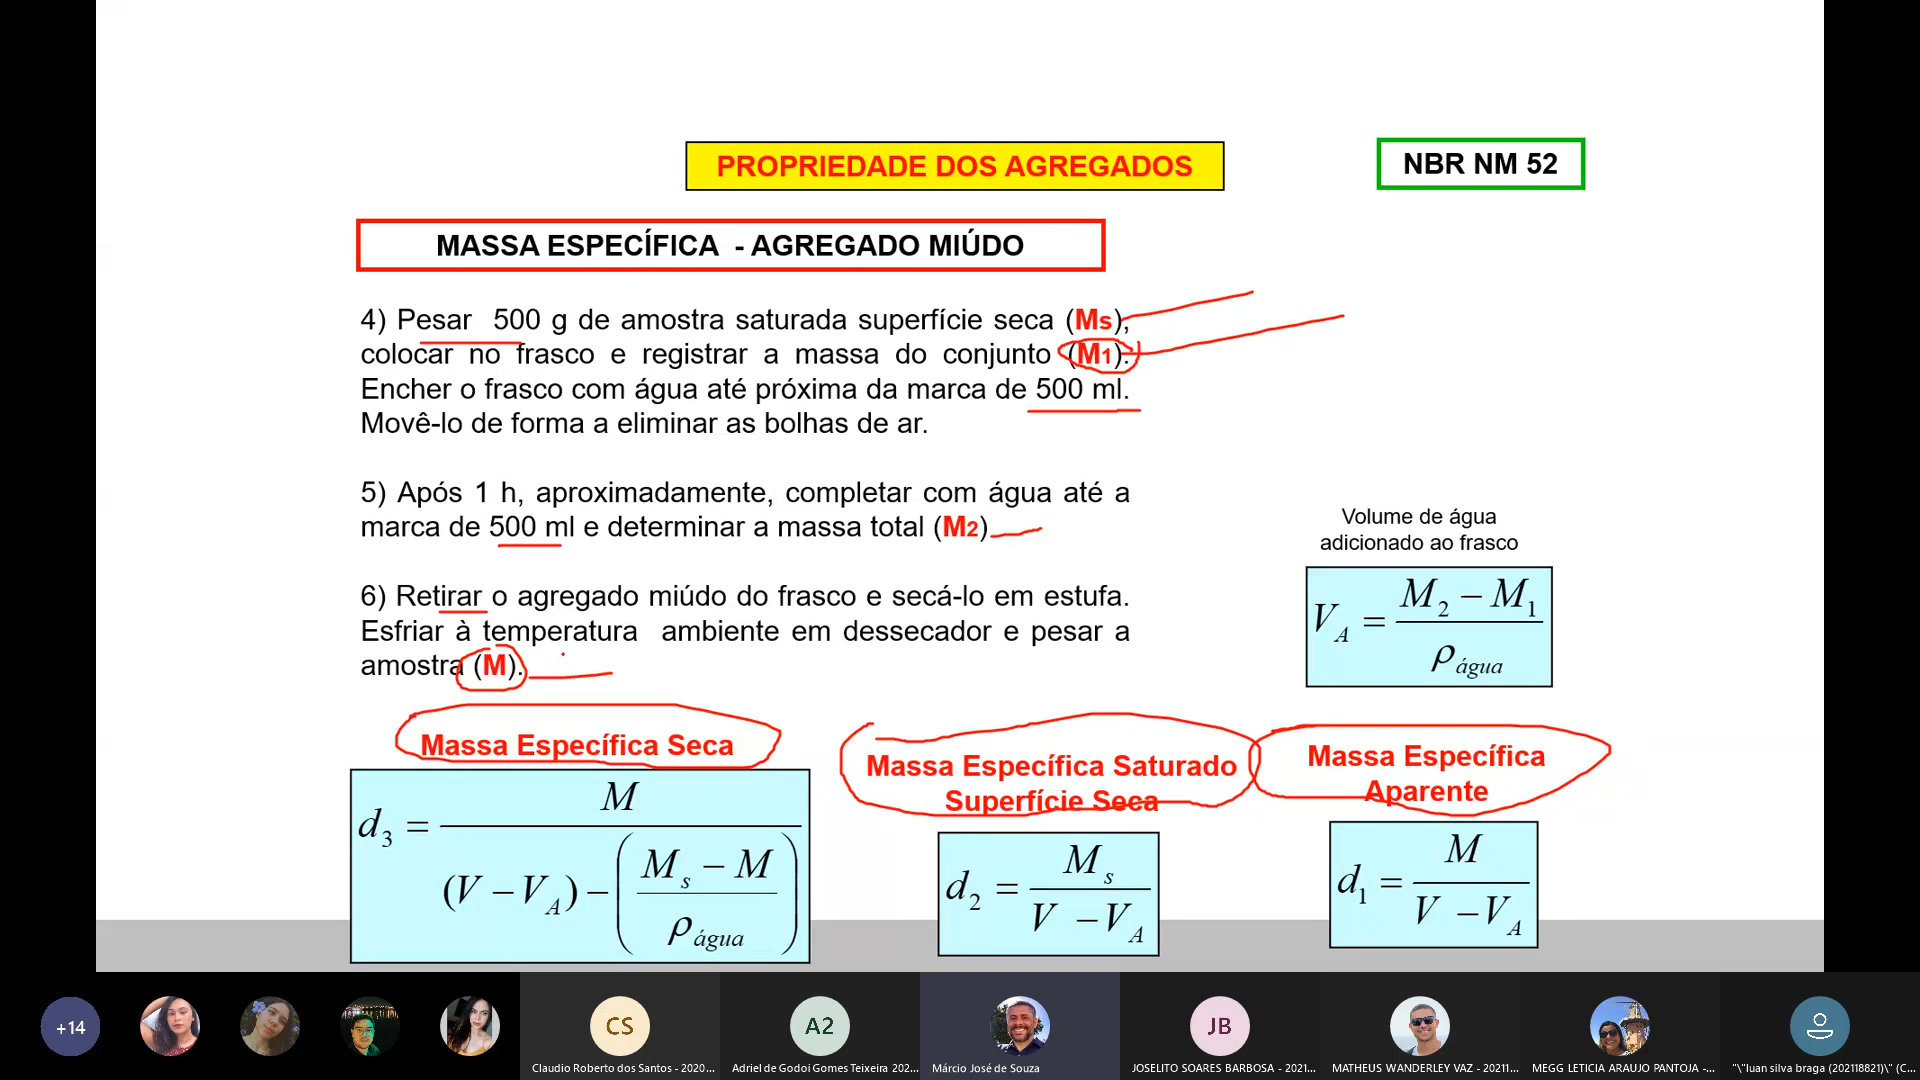 PROPRIEDADE DOS AGREGADOS
NBR NM 52
MASSA ESPECÍFICA - AGREGADO MIÚDO
4) Pesar 500 g de amostra saturada superfície seca (Ms),
colocar no frasco e registrar a massa do conjunto (M1).
Encher o frasco com água até próxima da marca de 500 ml.
Movê-lo de forma a eliminar as bolhas de ar.
5) Após 1 h, aproximadamente, completar com água até a
marca de 500 ml e determinar a massa total (M2)
6) Retirar o agregado miúdo do frasco e secá-lo em estufa.
Esfriar à temperatura ambiente em dessecador e pesar a
amostra (M).
Volume de água
adicionado ao frasco
V_A = (M_2 − M_1) / ρ_água
Massa Específica Seca
d_3 = M / ((V − V_A) − ((M_s − M) / ρ_água))
Massa Específica Saturado
Superfície Seca
d_2 = M_s / (V − V_A)
Massa Específica
Aparente
d_1 = M / (V − V_A)
+14
CS
Claudio Roberto dos Santos - 2020...
A2
Adriel de Godoi Gomes Teixeira 202...
Márcio José de Souza
JB
JOSELITO SOARES BARBOSA - 2021...
MATHEUS WANDERLEY VAZ - 20211...
MEGG LETICIA ARAUJO PANTOJA -...
"\"luan silva braga (202118821)\" (C...